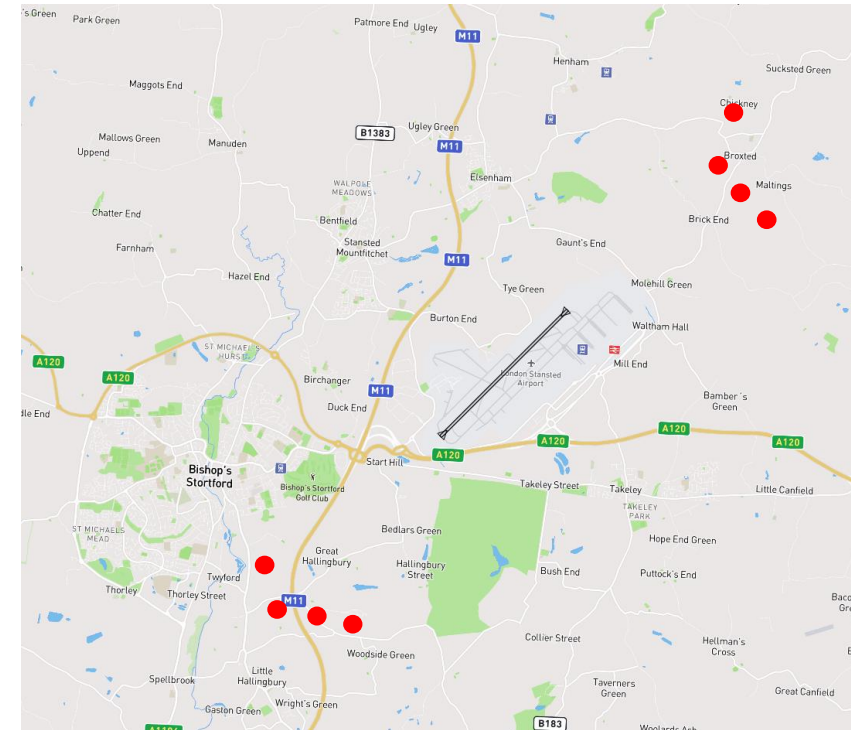 's Green
Park Green
Patmore End
Ugley
M11
Henham
Sucksted Green
Maggots End
Chickney
Mallows Green
Uppend
Manuden
B1383
Ugley Green
M11
Broxted
Elsenham
Maltings
WALPOLE
MEADOWS
Chatter End
Bentfield
Brick End
Farnham
Stansted
Mountfitchet
Gaunt's End
M11
Hazel End
Tye Green
Molehill Green
Burton End
Waltham Hall
ST MICHAEL'S
HURST
A120
A120
Mill End
London Stansted
Airport
Birchanger
M11
Duck End
Bamber's
Green
dle End
A120
A120
A120
A120
Start Hill
Bishop's
Stortford
Bishop's Stortford
Golf Club
Takeley Street
Takeley
Little Canfield
TAKELEY
PARK
ST MICHAELS
MEAD
Bedlars Green
Hope End Green
Great
Hallingbury
Hallingbury
Street
Bush End
Puttock's End
Twyford
Thorley
Thorley Street
M11
Baco
Gre
Collier Street
Hellman's
Cross
Woodside Green
Spellbrook
Little
Hallingbury
Taverners
Green
Great Canfield
Gaston Green
Wright's Green
B183